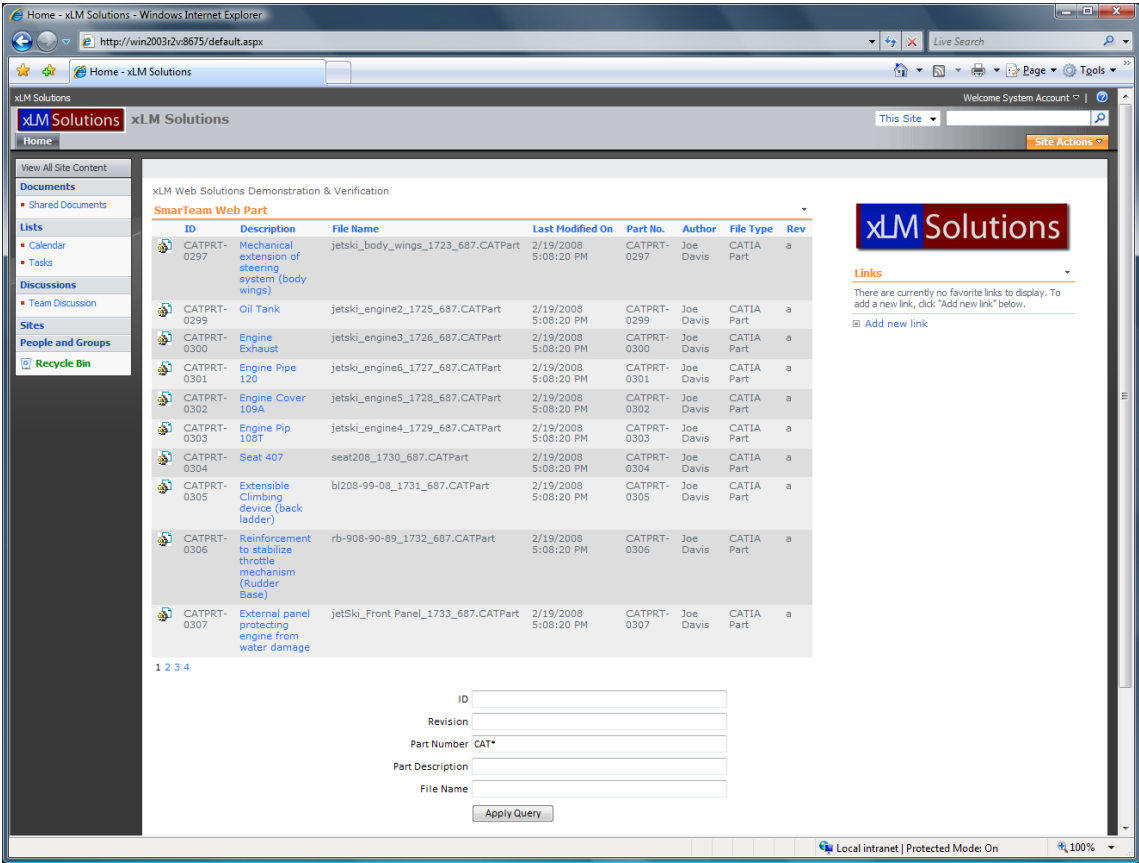 Home - xLM Solutions - Windows Internet Explorer
http://win2003r2v:8675/default.aspx
Live Search
Home - xLM Solutions
Page
Tools
xLM Solutions
Welcome System Account
xLM Solutions
xLM Solutions
This Site
Home
Site Actions
View All Site Content
Documents
Shared Documents
Lists
Calendar
Tasks
Discussions
Team Discussion
Sites
People and Groups
Recycle Bin
xLM Web Solutions Demonstration & Verification
SmarTeam Web Part
ID Description File Name Last Modified On Part No. Author File Type Rev
CATPRT- Mechanical jetski_body_wings_1723_687.CATPart 2/19/2008 CATPRT- Joe CATIA a
0297 extension of 5:08:20 PM 0297 Davis Part
steering
system (body
wings)
CATPRT- Oil Tank jetski_engine2_1725_687.CATPart 2/19/2008 CATPRT- Joe CATIA a
0299 5:08:20 PM 0299 Davis Part
CATPRT- Engine jetski_engine3_1726_687.CATPart 2/19/2008 CATPRT- Joe CATIA a
0300 Exhaust 5:08:20 PM 0300 Davis Part
CATPRT- Engine Pipe jetski_engine6_1727_687.CATPart 2/19/2008 CATPRT- Joe CATIA a
0301 120 5:08:20 PM 0301 Davis Part
CATPRT- Engine Cover jetski_engine5_1728_687.CATPart 2/19/2008 CATPRT- Joe CATIA a
0302 109A 5:08:20 PM 0302 Davis Part
CATPRT- Engine Pip jetski_engine4_1729_687.CATPart 2/19/2008 CATPRT- Joe CATIA a
0303 108T 5:08:20 PM 0303 Davis Part
CATPRT- Seat 407 seat208_1730_687.CATPart 2/19/2008 CATPRT- Joe CATIA a
0304 5:08:20 PM 0304 Davis Part
CATPRT- Extensible bl208-99-08_1731_687.CATPart 2/19/2008 CATPRT- Joe CATIA a
0305 Climbing 5:08:20 PM 0305 Davis Part
device (back
ladder)
CATPRT- Reinforcement rb-908-90-89_1732_687.CATPart 2/19/2008 CATPRT- Joe CATIA a
0306 to stabilize 5:08:20 PM 0306 Davis Part
throttle
mechanism
(Rudder
Base)
CATPRT- External panel jetSki_Front Panel_1733_687.CATPart 2/19/2008 CATPRT- Joe CATIA a
0307 protecting 5:08:20 PM 0307 Davis Part
engine from
water damage
1 2 3 4
ID
Revision
Part Number CAT*
Part Description
File Name
Apply Query
xLM Solutions
Links
There are currently no favorite links to display. To
add a new link, click "Add new link" below.
Add new link
Local intranet | Protected Mode: On
100%